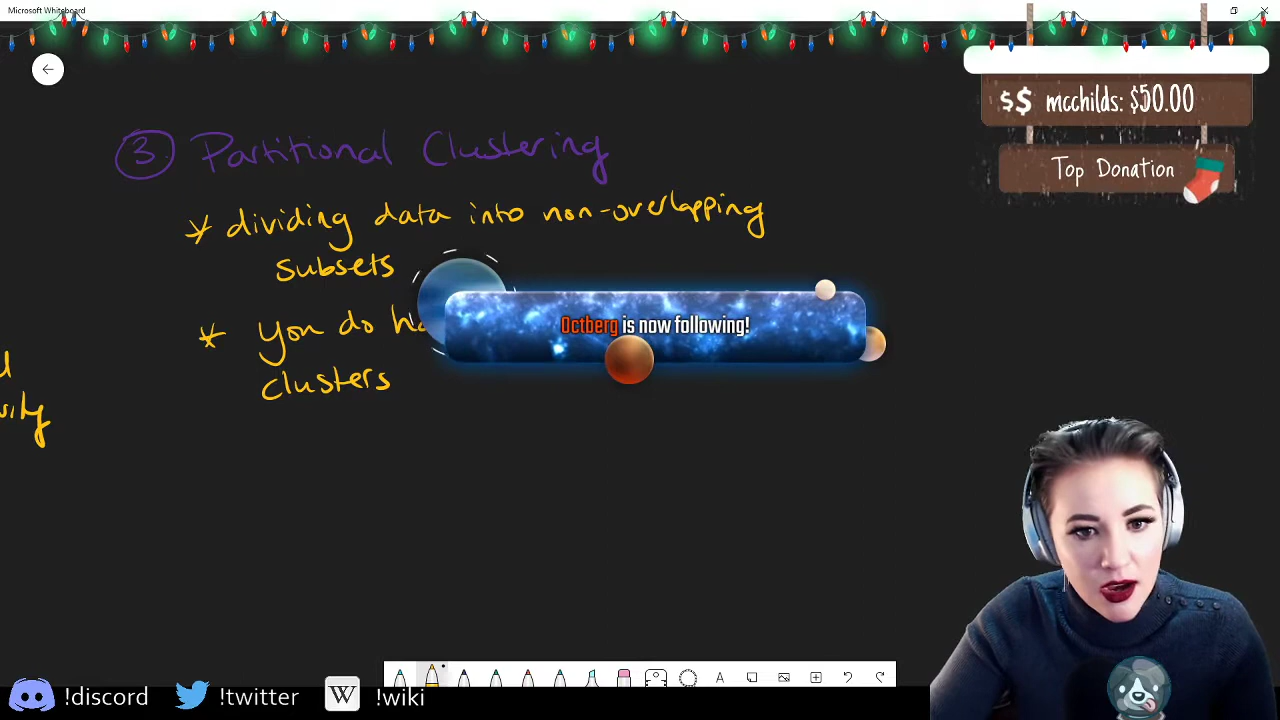 Microsoft Whiteboard
$$ mcchilds: $50.00
Top Donation
3 Partitional Clustering
* dividing data into non-overlapping
subsets
Octberg is now following!
* you do
clusters
!discord
!twitter
W !wiki
A